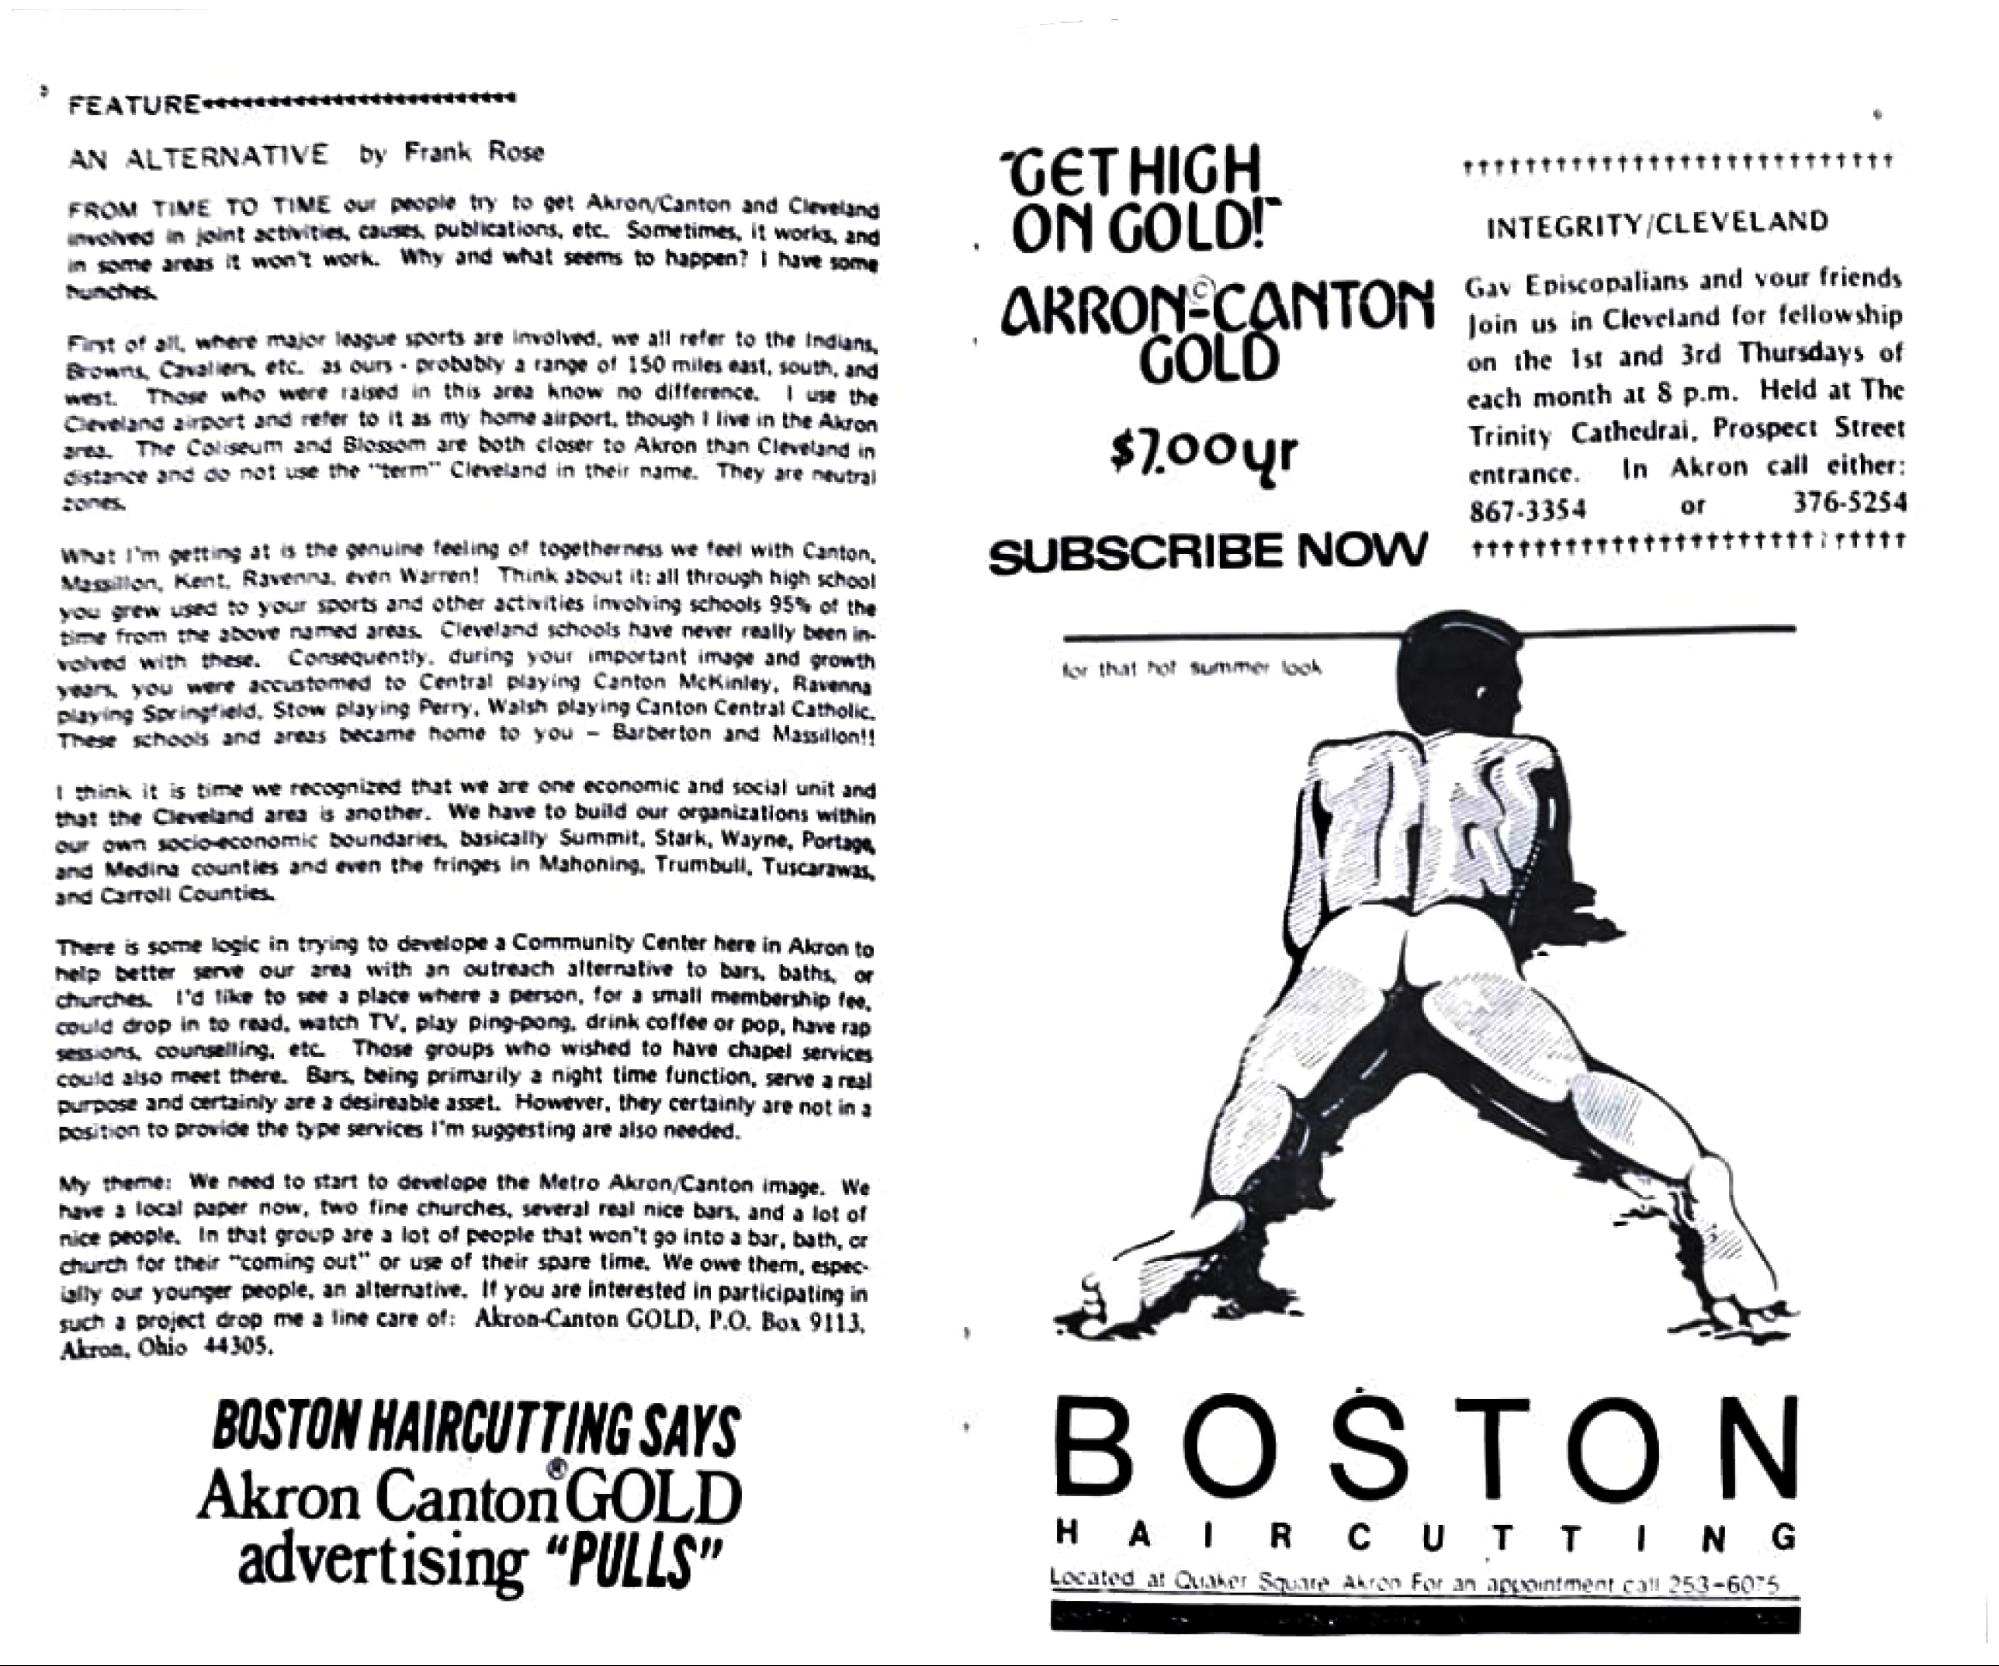 FEATURE
AN ALTERNATIVE by Frank Rose
FROM TIME TO TIME our people try to get Akron/Canton and Cleveland
involved in joint activities, causes, publications, etc. Sometimes, it works, and
in some areas it won't work. Why and what seems to happen? I have some
hunches.
First of all, where major league sports are involved, we all refer to the Indians,
Browns, Cavaliers, etc. as ours - probably a range of 150 miles east, south, and
west. Those who were raised in this area know no difference. I use the
Cleveland airport and refer to it as my home airport, though I live in the Akron
area. The Coliseum and Blossom are both closer to Akron than Cleveland in
distance and do not use the "term" Cleveland in their name. They are neutral
zones.
What I'm getting at is the genuine feeling of togetherness we feel with Canton,
Massillon, Kent, Ravenna, even Warren! Think about it: all through high school
you grew used to your sports and other activities involving schools 95% of the
time from the above named areas. Cleveland schools have never really been in-
volved with these. Consequently, during your important image and growth
years, you were accustomed to Central playing Canton McKinley, Ravenna
playing Springfield, Stow playing Perry, Walsh playing Canton Central Catholic.
These schools and areas became home to you – Barberton and Massillon!!
I think it is time we recognized that we are one economic and social unit and
that the Cleveland area is another. We have to build our organizations within
our own socio-economic boundaries, basically Summit, Stark, Wayne, Portage,
and Medina counties and even the fringes in Mahoning, Trumbull, Tuscarawas,
and Carroll Counties.
There is some logic in trying to develope a Community Center here in Akron to
help better serve our area with an outreach alternative to bars, baths, or
churches. I'd like to see a place where a person, for a small membership fee,
could drop in to read, watch TV, play ping-pong, drink coffee or pop, have rap
sessions, counselling, etc. Those groups who wished to have chapel services
could also meet there. Bars, being primarily a night time function, serve a real
purpose and certainly are a desireable asset. However, they certainly are not in a
position to provide the type services I'm suggesting are also needed.
My theme: We need to start to develope the Metro Akron/Canton image. We
have a local paper now, two fine churches, several real nice bars, and a lot of
nice people. In that group are a lot of people that won't go into a bar, bath, or
church for their "coming out" or use of their spare time. We owe them, espec-
ially our younger people, an alternative. If you are interested in participating in
such a project drop me a line care of: Akron-Canton GOLD, P.O. Box 9113,
Akron, Ohio 44305.
BOSTON HAIRCUTTING SAYS
Akron Canton®GOLD
advertising "PULLS"
"GET HIGH
ON GOLD!"
AKRON-©CANTON
GOLD
$7.00 yr
SUBSCRIBE NOW
††††††††††††††††††††††††††††
INTEGRITY/CLEVELAND
Gay Episcopalians and your friends
Join us in Cleveland for fellowship
on the 1st and 3rd Thursdays of
each month at 8 p.m. Held at The
Trinity Cathedral, Prospect Street
entrance. In Akron call either:
867-3354 or 376-5254
††††††††††††††††††††††††††††
for that hot summer look
BOSTON
HAIRCUTTING
Located at Quaker Square Akron For an appointment call 253-6075